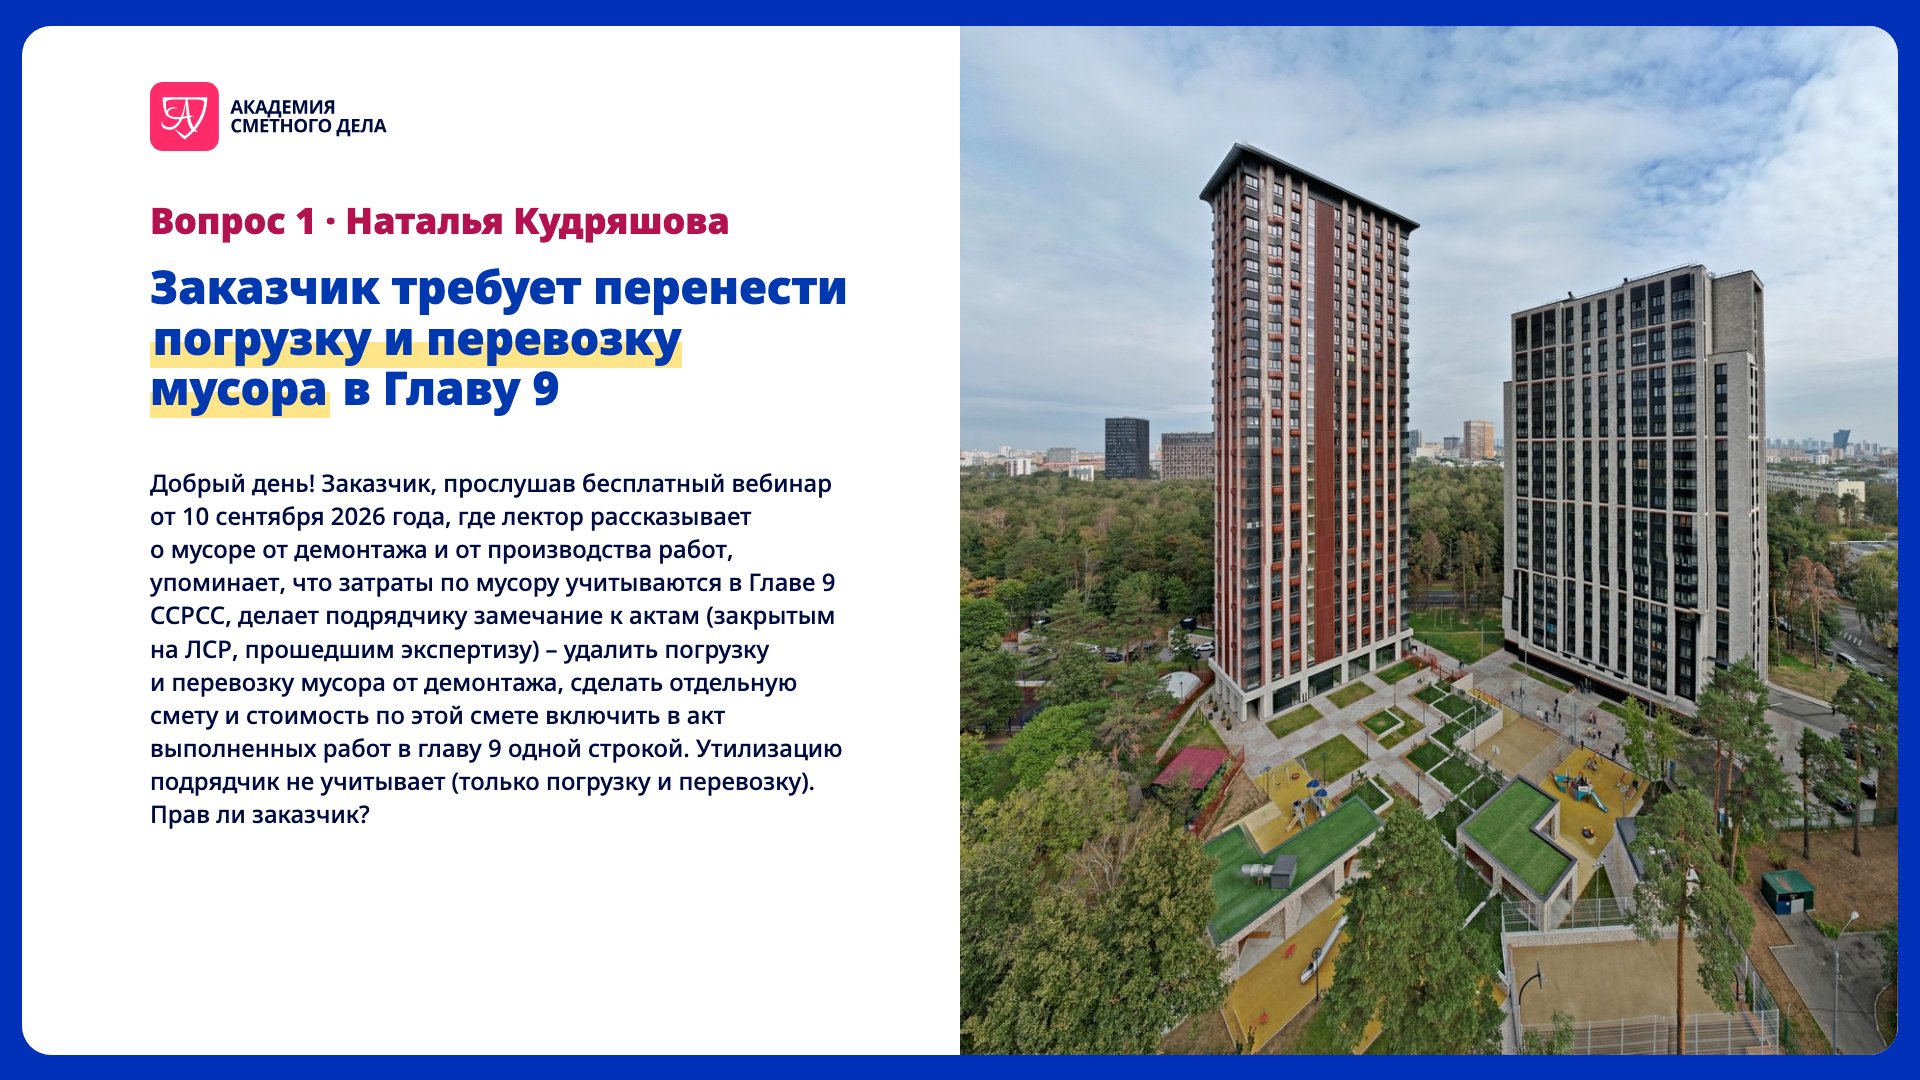 АКАДЕМИЯ
СМЕТНОГО ДЕЛА
Вопрос 1 · Наталья Кудряшова
Заказчик требует перенести
погрузку и перевозку
мусора в Главу 9
Добрый день! Заказчик, прослушав бесплатный вебинар
от 10 сентября 2026 года, где лектор рассказывает
о мусоре от демонтажа и от производства работ,
упоминает, что затраты по мусору учитываются в Главе 9
ССРСС, делает подрядчику замечание к актам (закрытым
на ЛСР, прошедшим экспертизу) – удалить погрузку
и перевозку мусора от демонтажа, сделать отдельную
смету и стоимость по этой смете включить в акт
выполненных работ в главу 9 одной строкой. Утилизацию
подрядчик не учитывает (только погрузку и перевозку).
Прав ли заказчик?